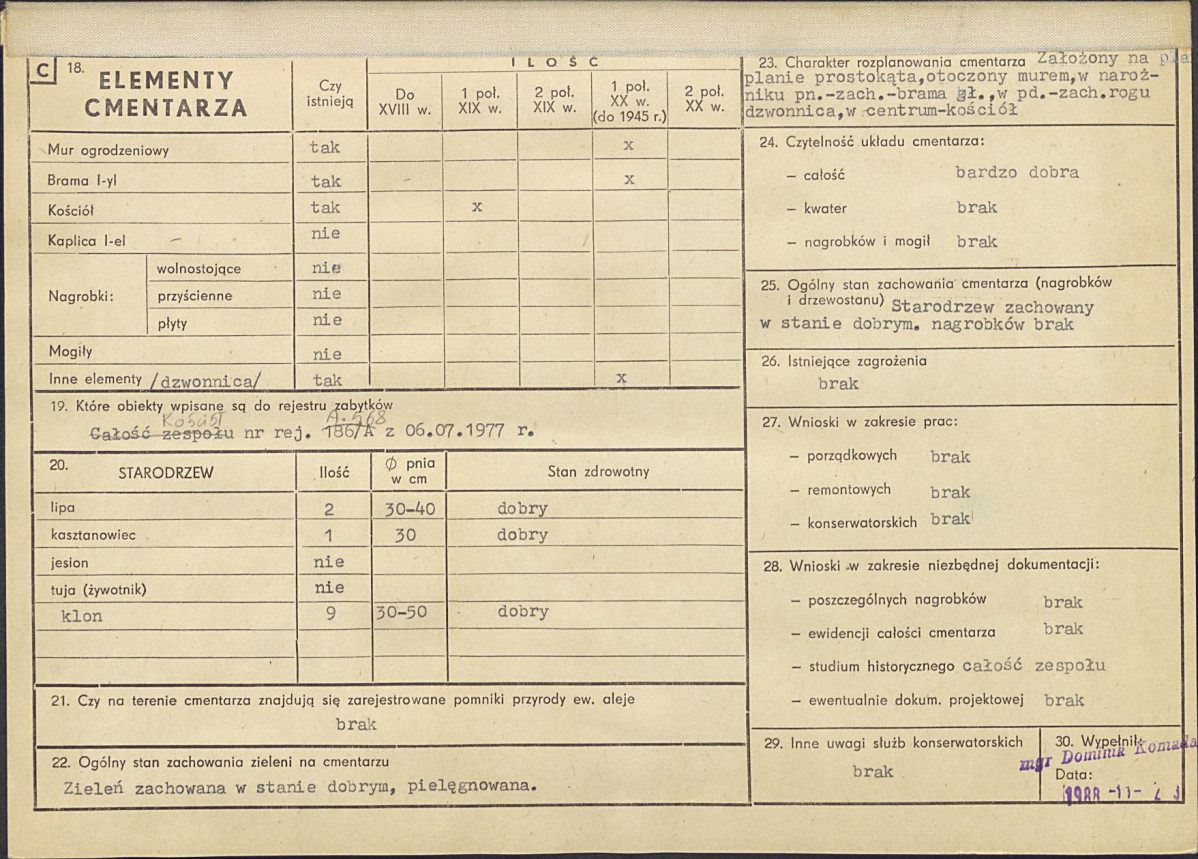 C 18. ELEMENTY CMENTARZA
Czy istnieją
ILOŚĆ
Do XVIII w.
1 poł. XIX w.
2 poł. XIX w.
1 poł. XX w. (do 1945 r.)
2 poł. XX w.
Mur ogrodzeniowy tak x
Brama I-yl tak x
Kościół tak x
Kaplica I-el nie
Nagrobki:
wolnostojące nie
przyścienne nie
płyty nie
Mogiły nie
Inne elementy /dzwonnica/ tak x
19. Które obiekty wpisane są do rejestru zabytków
Kościół A-568
Całość zespołu nr rej. 186/A z 06.07.1977 r.
20. STARODRZEW Ilość Ø pnia w cm Stan zdrowotny
lipa 2 30-40 dobry
kasztanowiec 1 30 dobry
jesion nie
tuja (żywotnik) nie
klon 9 30-50 dobry
21. Czy na terenie cmentarza znajdują się zarejestrowane pomniki przyrody ew. aleje
brak
22. Ogólny stan zachowania zieleni na cmentarzu
Zieleń zachowana w stanie dobrym, pielęgnowana.
23. Charakter rozplanowania cmentarza Założony na
planie prostokąta,otoczony murem,w naroż-
niku pn.-zach.-brama gł.,w pd.-zach.rogu
dzwonnica,w centrum-kościół
24. Czytelność układu cmentarza:
– całość bardzo dobra
– kwater brak
– nagrobków i mogił brak
25. Ogólny stan zachowania cmentarza (nagrobków
i drzewostanu) Starodrzew zachowany
w stanie dobrym. nagrobków brak
26. Istniejące zagrożenia
brak
27. Wnioski w zakresie prac:
– porządkowych brak
– remontowych brak
– konserwatorskich brak
28. Wnioski w zakresie niezbędnej dokumentacji:
– poszczególnych nagrobków brak
– ewidencji całości cmentarza brak
– studium historycznego całość zespołu
– ewentualnie dokum. projektowej brak
29. Inne uwagi służb konserwatorskich
brak
30. Wypełnił:
mgr Dominik Komada
Data:
1988 -11-